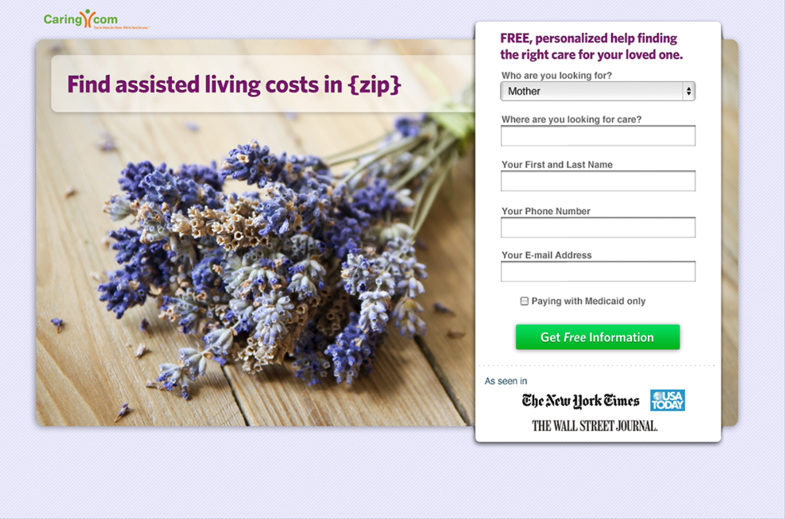 Caring.com
Find assisted living costs in {zip}
FREE, personalized help finding
the right care for your loved one.
Who are you looking for?
Mother
Where are you looking for care?
Your First and Last Name
Your Phone Number
Your E-mail Address
Paying with Medicaid only
Get Free Information
As seen in
The New York Times
USA
TODAY
THE WALL STREET JOURNAL.